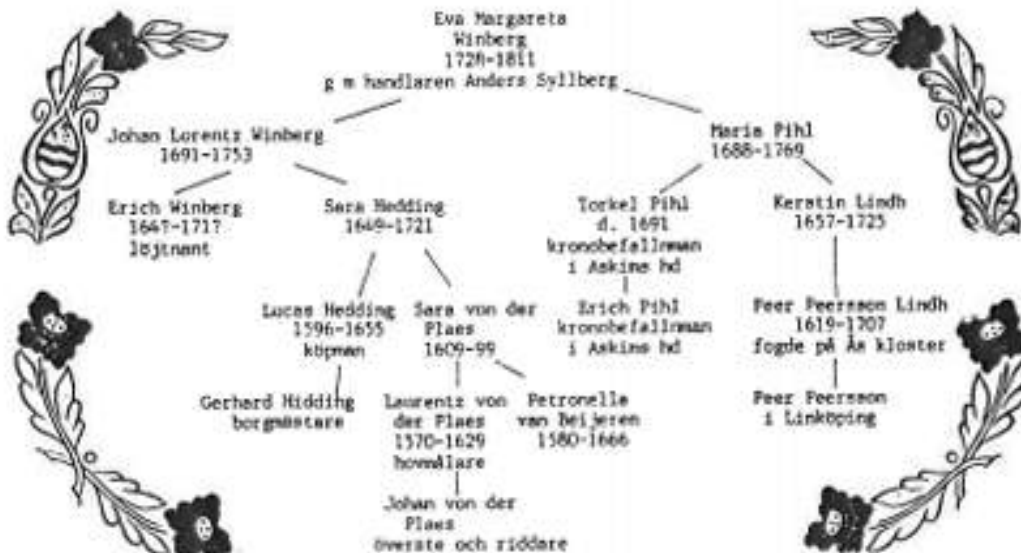 Eva Margareta
Winberg
1728-1811
g m handlaren Anders Syllberg
Johan Lorentz Winberg
1691-1753
Maria Pihl
1688-1769
Erich Winberg
1647-1717
löjtnant
Sara Hedding
1649-1721
Torkel Pihl
d. 1691
kronobefallnman
i Askims hd
Kerstin Lindh
1657-1725
Lucas Hedding
1596-1655
köpman
Sara von der
Plaes
1609-99
Erich Pihl
kronobefallnman
i Askims hd
Peer Peersson Lindh
1619-1707
fogde på Ås kloster
Gerhard Hidding
borgmästare
Laurentz von
der Plaes
1570-1629
hovmålare
Petronella
van Beijeren
1580-1666
Peer Peersson
i Linköping
Johan von der
Plaes
överste och riddare